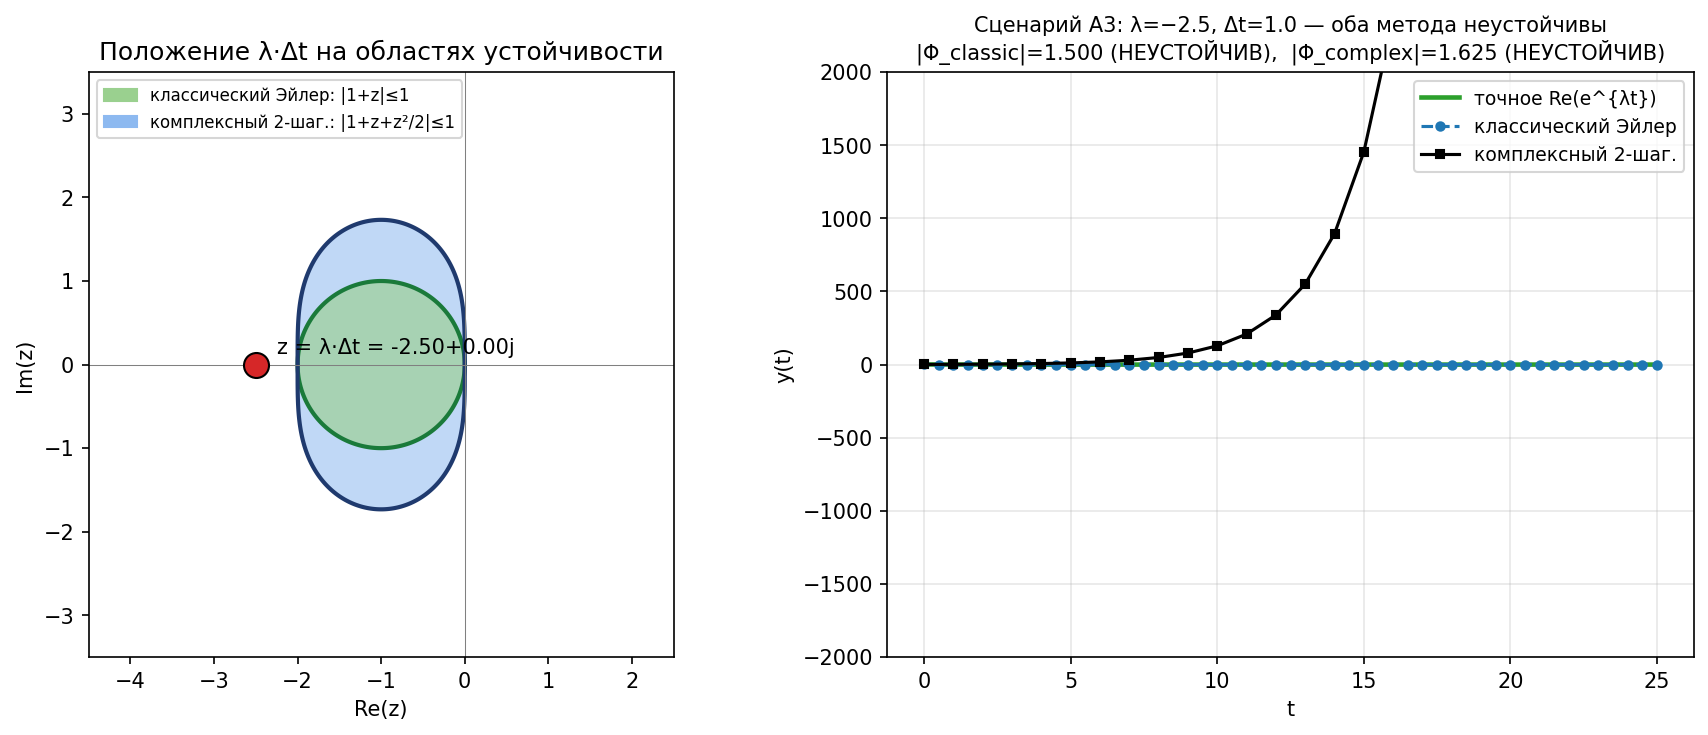 Положение λ·Δt на областях устойчивости
классический Эйлер: |1+z|≤1
комплексный 2-шаг.: |1+z+z²/2|≤1
3
2
1
0
−1
−2
−3
Im(z)
z = λ·Δt = -2.50+0.00j
−4
−3
−2
−1
0
1
2
Re(z)
Сценарий A3: λ=−2.5, Δt=1.0 — оба метода неустойчивы
|Φ_classic|=1.500 (НЕУСТОЙЧИВ), |Φ_complex|=1.625 (НЕУСТОЙЧИВ)
точное Re(e^{λt})
классический Эйлер
комплексный 2-шаг.
2000
1500
1000
500
0
−500
−1000
−1500
−2000
y(t)
0
5
10
15
20
25
t